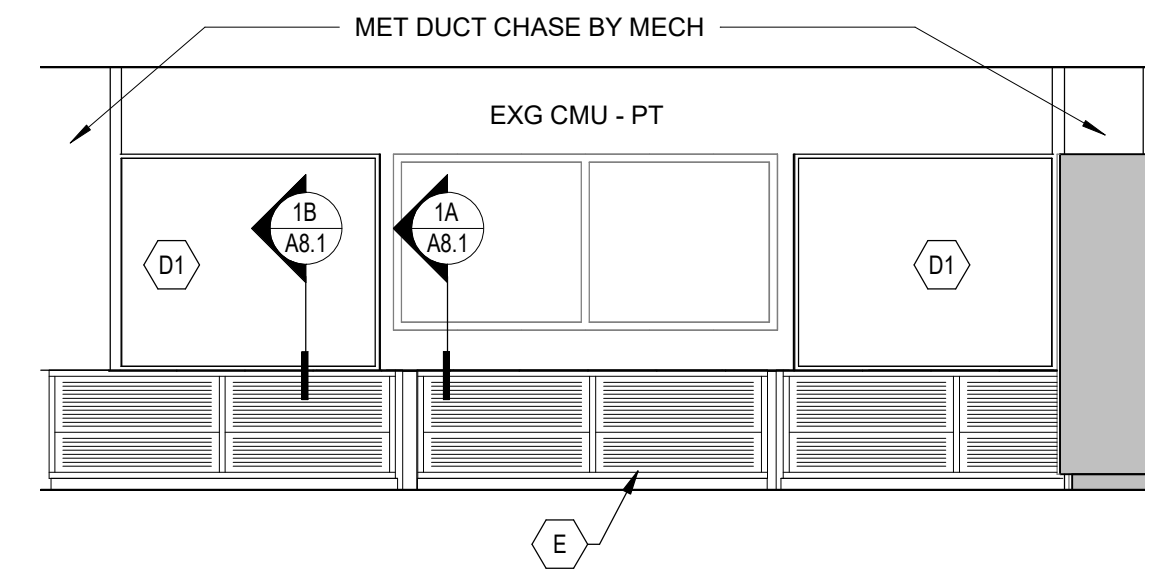 MET DUCT CHASE BY MECH
EXG CMU - PT
1B
A8.1
1A
A8.1
D1
D1
E